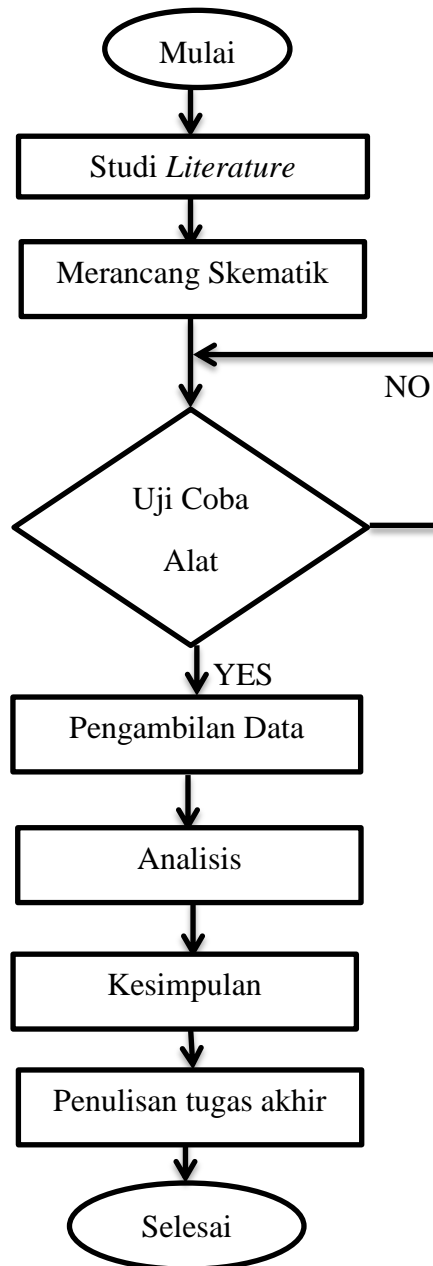 Mulai
Studi Literature
Merancang Skematik
NO
Uji Coba
Alat
YES
Pengambilan Data
Analisis
Kesimpulan
Penulisan tugas akhir
Selesai